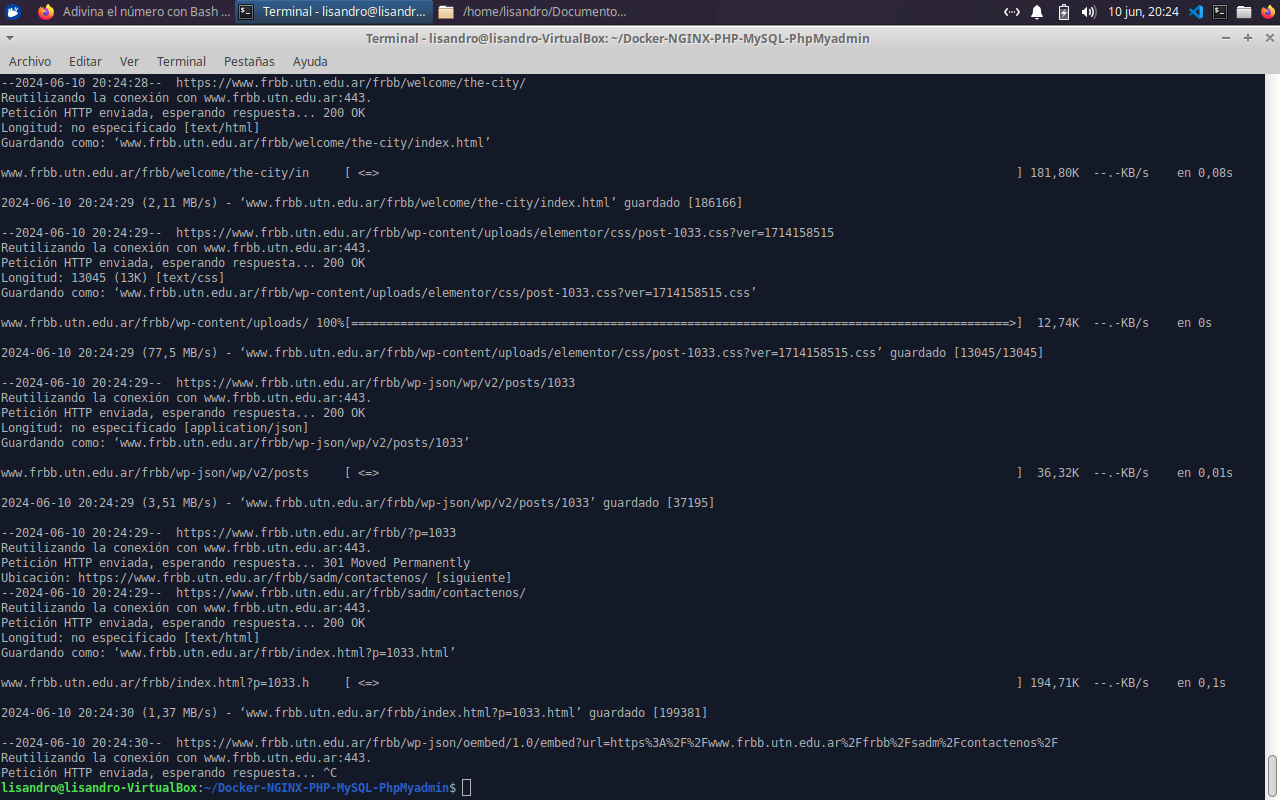 Adivina el número con Bash ...
Terminal - lisandro@lisandr...
/home/lisandro/Documento...
10 jun, 20:24
Terminal - lisandro@lisandro-VirtualBox: ~/Docker-NGINX-PHP-MySQL-PhpMyadmin
Archivo Editar Ver Terminal Pestañas Ayuda
--2024-06-10 20:24:28-- https://www.frbb.utn.edu.ar/frbb/welcome/the-city/
Reutilizando la conexión con www.frbb.utn.edu.ar:443.
Petición HTTP enviada, esperando respuesta... 200 OK
Longitud: no especificado [text/html]
Guardando como: ‘www.frbb.utn.edu.ar/frbb/welcome/the-city/index.html’
www.frbb.utn.edu.ar/frbb/welcome/the-city/in [ <=> ] 181,80K --.-KB/s en 0,08s
2024-06-10 20:24:29 (2,11 MB/s) - ‘www.frbb.utn.edu.ar/frbb/welcome/the-city/index.html’ guardado [186166]
--2024-06-10 20:24:29-- https://www.frbb.utn.edu.ar/frbb/wp-content/uploads/elementor/css/post-1033.css?ver=1714158515
Reutilizando la conexión con www.frbb.utn.edu.ar:443.
Petición HTTP enviada, esperando respuesta... 200 OK
Longitud: 13045 (13K) [text/css]
Guardando como: ‘www.frbb.utn.edu.ar/frbb/wp-content/uploads/elementor/css/post-1033.css?ver=1714158515.css’
www.frbb.utn.edu.ar/frbb/wp-content/uploads/ 100%[==============================================================================================>] 12,74K --.-KB/s en 0s
2024-06-10 20:24:29 (77,5 MB/s) - ‘www.frbb.utn.edu.ar/frbb/wp-content/uploads/elementor/css/post-1033.css?ver=1714158515.css’ guardado [13045/13045]
--2024-06-10 20:24:29-- https://www.frbb.utn.edu.ar/frbb/wp-json/wp/v2/posts/1033
Reutilizando la conexión con www.frbb.utn.edu.ar:443.
Petición HTTP enviada, esperando respuesta... 200 OK
Longitud: no especificado [application/json]
Guardando como: ‘www.frbb.utn.edu.ar/frbb/wp-json/wp/v2/posts/1033’
www.frbb.utn.edu.ar/frbb/wp-json/wp/v2/posts [ <=> ] 36,32K --.-KB/s en 0,01s
2024-06-10 20:24:29 (3,51 MB/s) - ‘www.frbb.utn.edu.ar/frbb/wp-json/wp/v2/posts/1033’ guardado [37195]
--2024-06-10 20:24:29-- https://www.frbb.utn.edu.ar/frbb/?p=1033
Reutilizando la conexión con www.frbb.utn.edu.ar:443.
Petición HTTP enviada, esperando respuesta... 301 Moved Permanently
Ubicación: https://www.frbb.utn.edu.ar/frbb/sadm/contactenos/ [siguiente]
--2024-06-10 20:24:29-- https://www.frbb.utn.edu.ar/frbb/sadm/contactenos/
Reutilizando la conexión con www.frbb.utn.edu.ar:443.
Petición HTTP enviada, esperando respuesta... 200 OK
Longitud: no especificado [text/html]
Guardando como: ‘www.frbb.utn.edu.ar/frbb/index.html?p=1033.html’
www.frbb.utn.edu.ar/frbb/index.html?p=1033.h [ <=> ] 194,71K --.-KB/s en 0,1s
2024-06-10 20:24:30 (1,37 MB/s) - ‘www.frbb.utn.edu.ar/frbb/index.html?p=1033.html’ guardado [199381]
--2024-06-10 20:24:30-- https://www.frbb.utn.edu.ar/frbb/wp-json/oembed/1.0/embed?url=https%3A%2F%2Fwww.frbb.utn.edu.ar%2Ffrbb%2Fsadm%2Fcontactenos%2F
Reutilizando la conexión con www.frbb.utn.edu.ar:443.
Petición HTTP enviada, esperando respuesta... ^C
lisandro@lisandro-VirtualBox:~/Docker-NGINX-PHP-MySQL-PhpMyadmin$